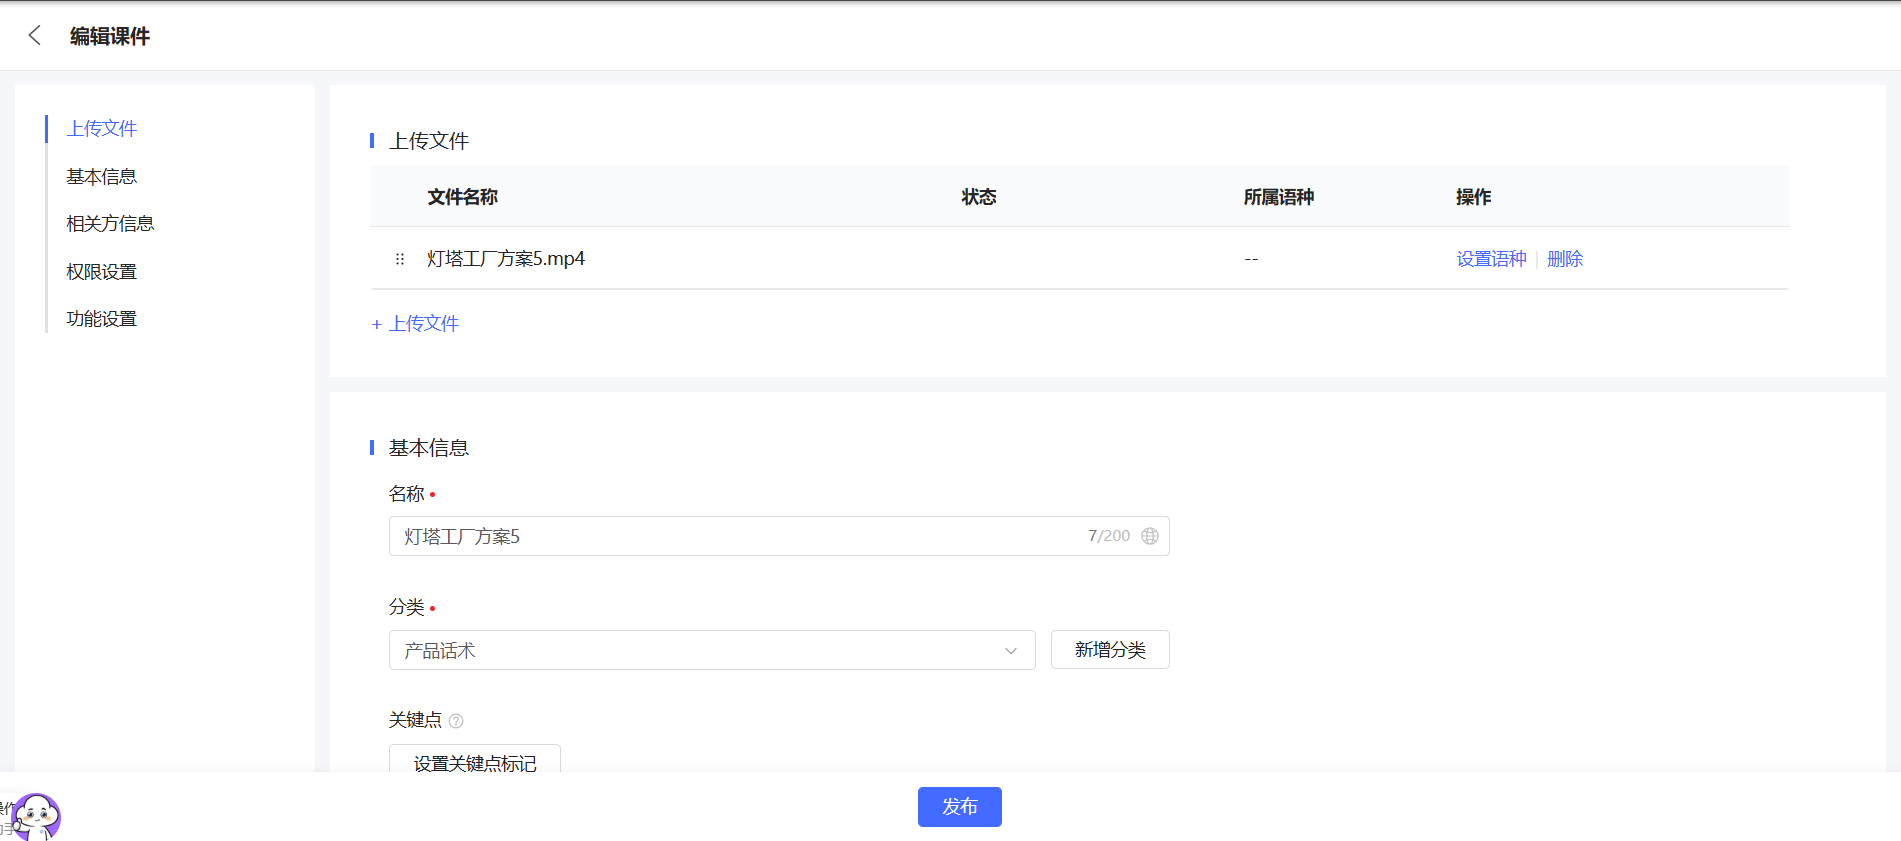 编辑课件
上传文件
基本信息
相关方信息
权限设置
功能设置
上传文件
文件名称 状态 所属语种 操作
灯塔工厂方案5.mp4 -- 设置语种 删除
+ 上传文件
基本信息
名称
灯塔工厂方案5 7/200
分类
产品话术 新增分类
关键点
设置关键点标记
发布